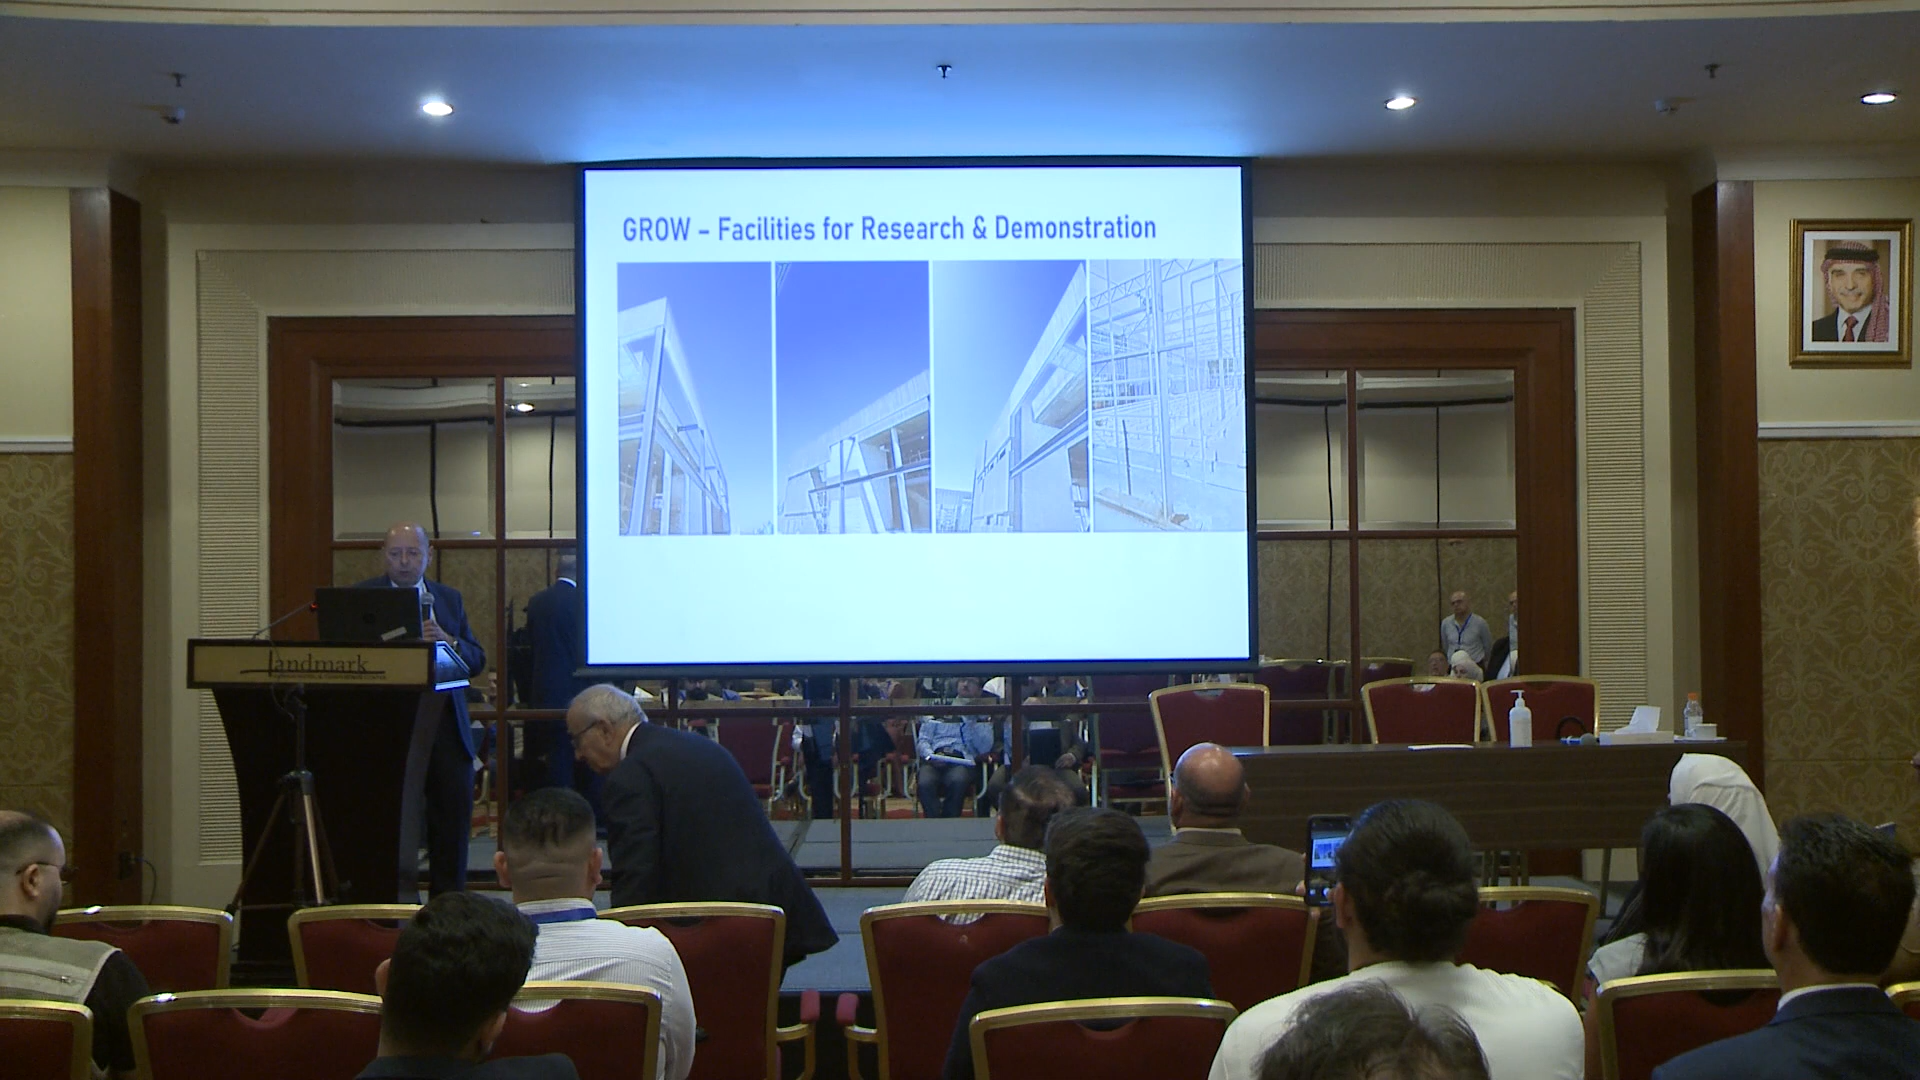 GROW – Facilities for Research & Demonstration
landmark